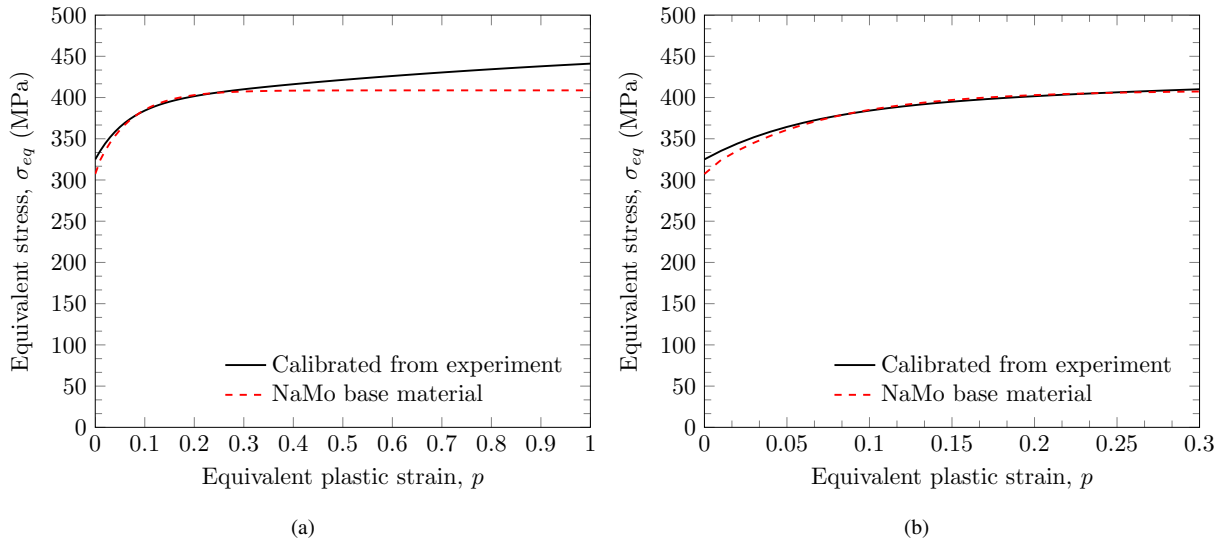 500
450
400
350
300
250
200
150
100
50
0
Equivalent stress, σeq (MPa)
Calibrated from experiment
NaMo base material
0 0.1 0.2 0.3 0.4 0.5 0.6 0.7 0.8 0.9 1
Equivalent plastic strain, p
(a)
500
450
400
350
300
250
200
150
100
50
0
Equivalent stress, σeq (MPa)
Calibrated from experiment
NaMo base material
0 0.05 0.1 0.15 0.2 0.25 0.3
Equivalent plastic strain, p
(b)